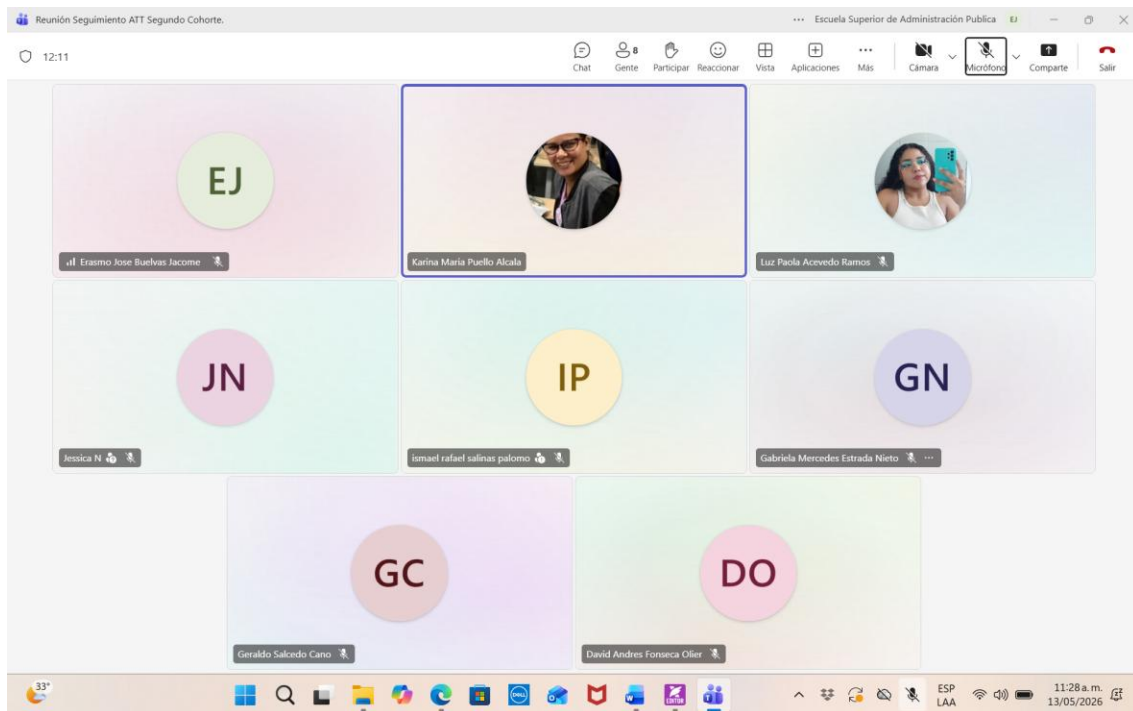 Reunión Seguimiento ATT Segundo Cohorte.
••• Escuela Superior de Administración Publica EJ
12:11
Chat
Gente 8
Participar
Reaccionar
Vista
Aplicaciones
Más
Cámara
Micrófono
Comparte
Salir
EJ
Erasmo Jose Buelvas Jacome
Karina Maria Puello Alcala
Luz Paola Acevedo Ramos
JN
Jessica N
IP
ismael rafael salinas palomo
GN
Gabriela Mercedes Estrada Nieto •••
GC
Geraldo Salcedo Cano
DO
David Andres Fonseca Olier
33°
DELL
EDITOR
ESP
LAA
11:28 a. m.
13/05/2026